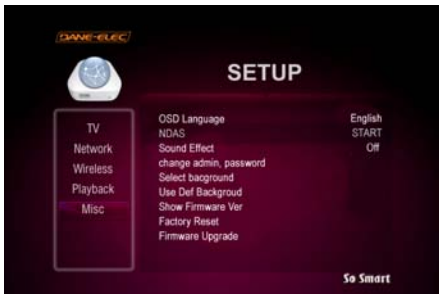 DANE-ELEC
SETUP
TV
Network
Wireless
Playback
Misc
OSD Language English
NDAS START
Sound Effect Off
change admin, password
Select bacground
Use Def Backgroud
Show Firmware Ver
Factory Reset
Firmware Upgrade
So Smart